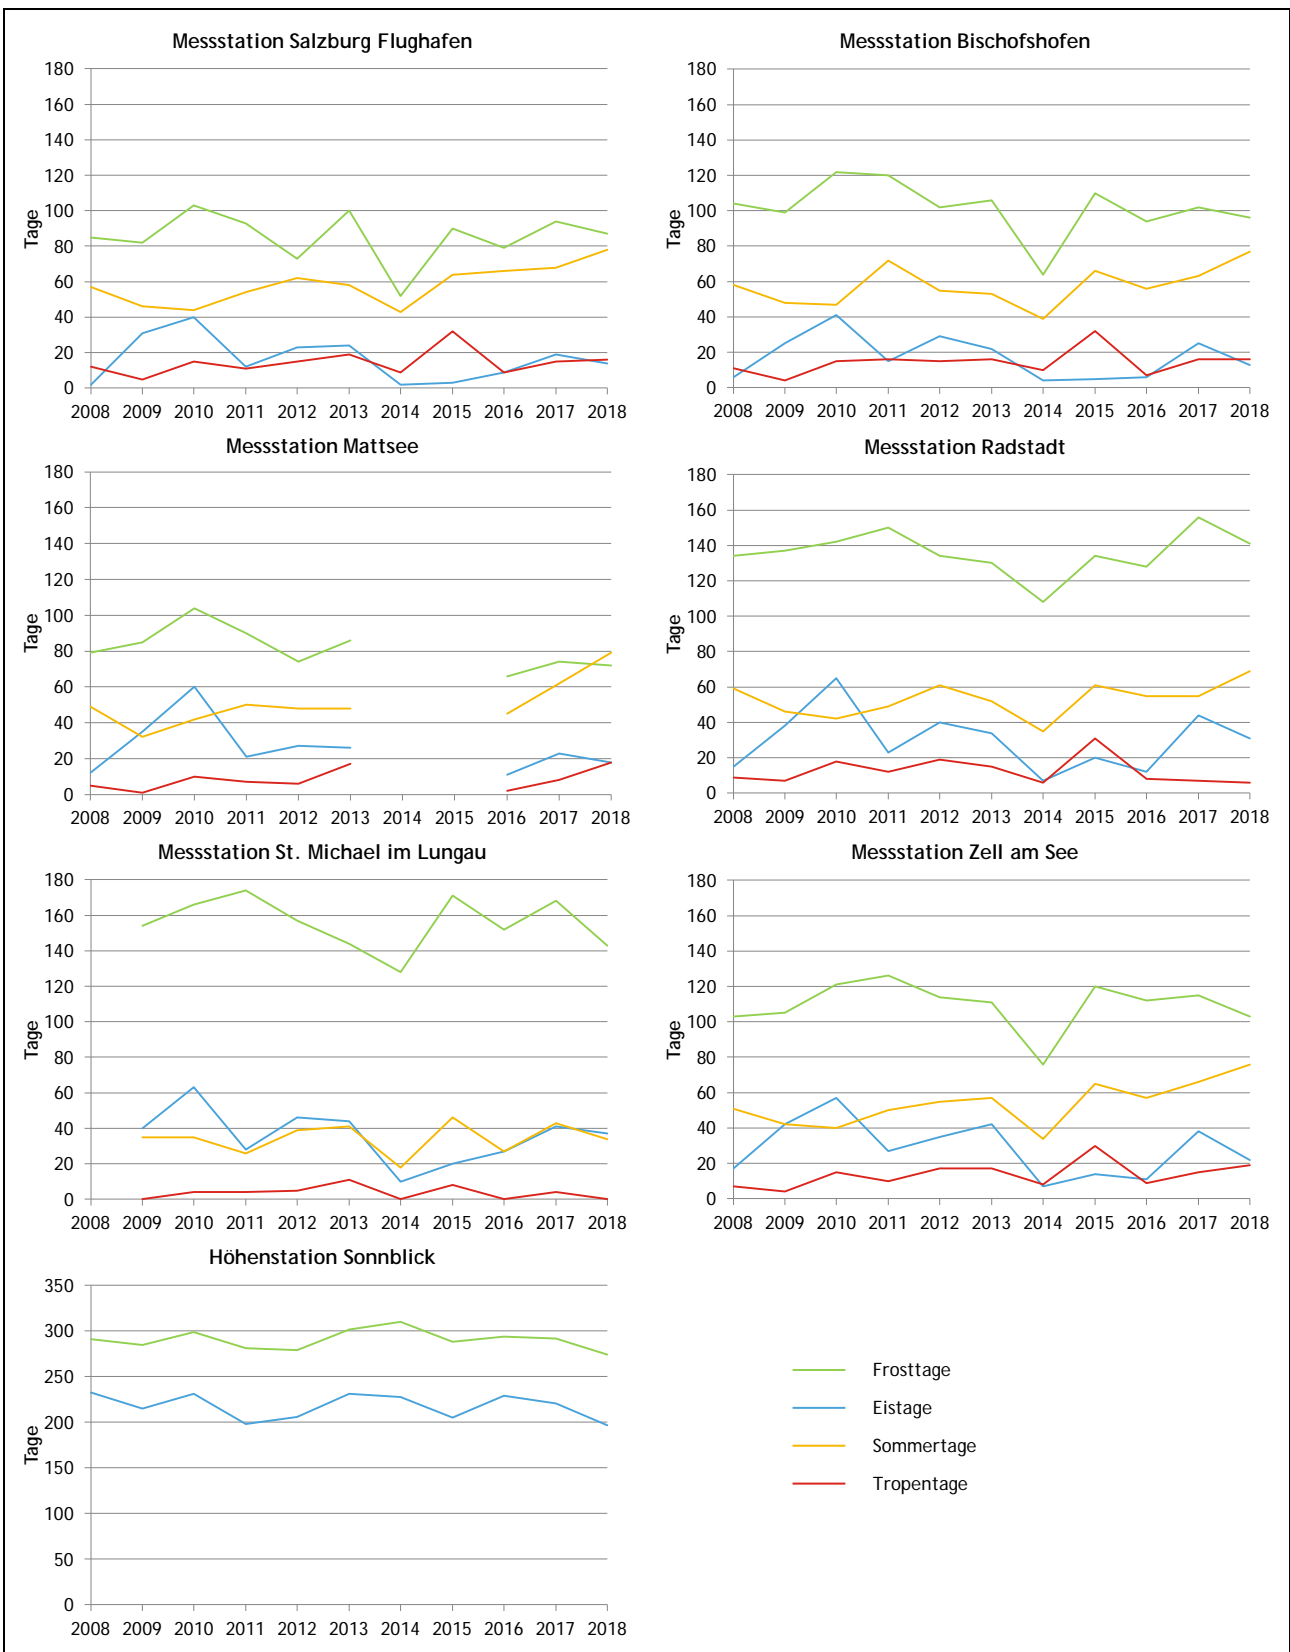 Messstation Salzburg Flughafen
180
160
140
120
100
80
60
40
20
0
Tage
2008 2009 2010 2011 2012 2013 2014 2015 2016 2017 2018
Messstation Bischofshofen
180
160
140
120
100
80
60
40
20
0
Tage
2008 2009 2010 2011 2012 2013 2014 2015 2016 2017 2018
Messstation Mattsee
180
160
140
120
100
80
60
40
20
0
Tage
2008 2009 2010 2011 2012 2013 2014 2015 2016 2017 2018
Messstation Radstadt
180
160
140
120
100
80
60
40
20
0
Tage
2008 2009 2010 2011 2012 2013 2014 2015 2016 2017 2018
Messstation St. Michael im Lungau
180
160
140
120
100
80
60
40
20
0
Tage
2008 2009 2010 2011 2012 2013 2014 2015 2016 2017 2018
Messstation Zell am See
180
160
140
120
100
80
60
40
20
0
Tage
2008 2009 2010 2011 2012 2013 2014 2015 2016 2017 2018
Höhenstation Sonnblick
350
300
250
200
150
100
50
0
Tage
2008 2009 2010 2011 2012 2013 2014 2015 2016 2017 2018
Frosttage
Eistage
Sommertage
Tropentage